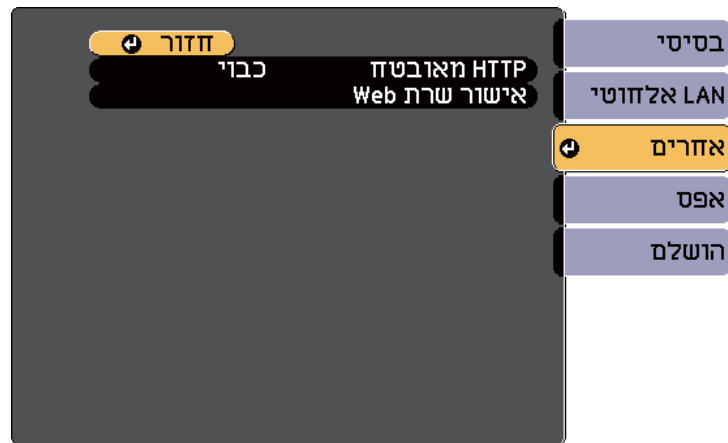 בסיסי
LAN אלחוטי
אחרים
אפס
הושלם
חזור
HTTP מאובטח כבוי
אישור שרת Web